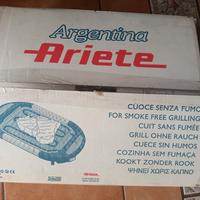 Argentina
Ariete
CUOCE SENZA FUMO
FOR SMOKE FREE GRILLING
CUIT SANS FUMÉE
GRILL OHNE RAUCH
CUECE SIN HUMOS
COZINHA SEM FUMAÇA
KOOKT ZONDER ROOK
ΨΗΝΕΙ ΧΩΡΙΣ ΚΑΠΝΟ